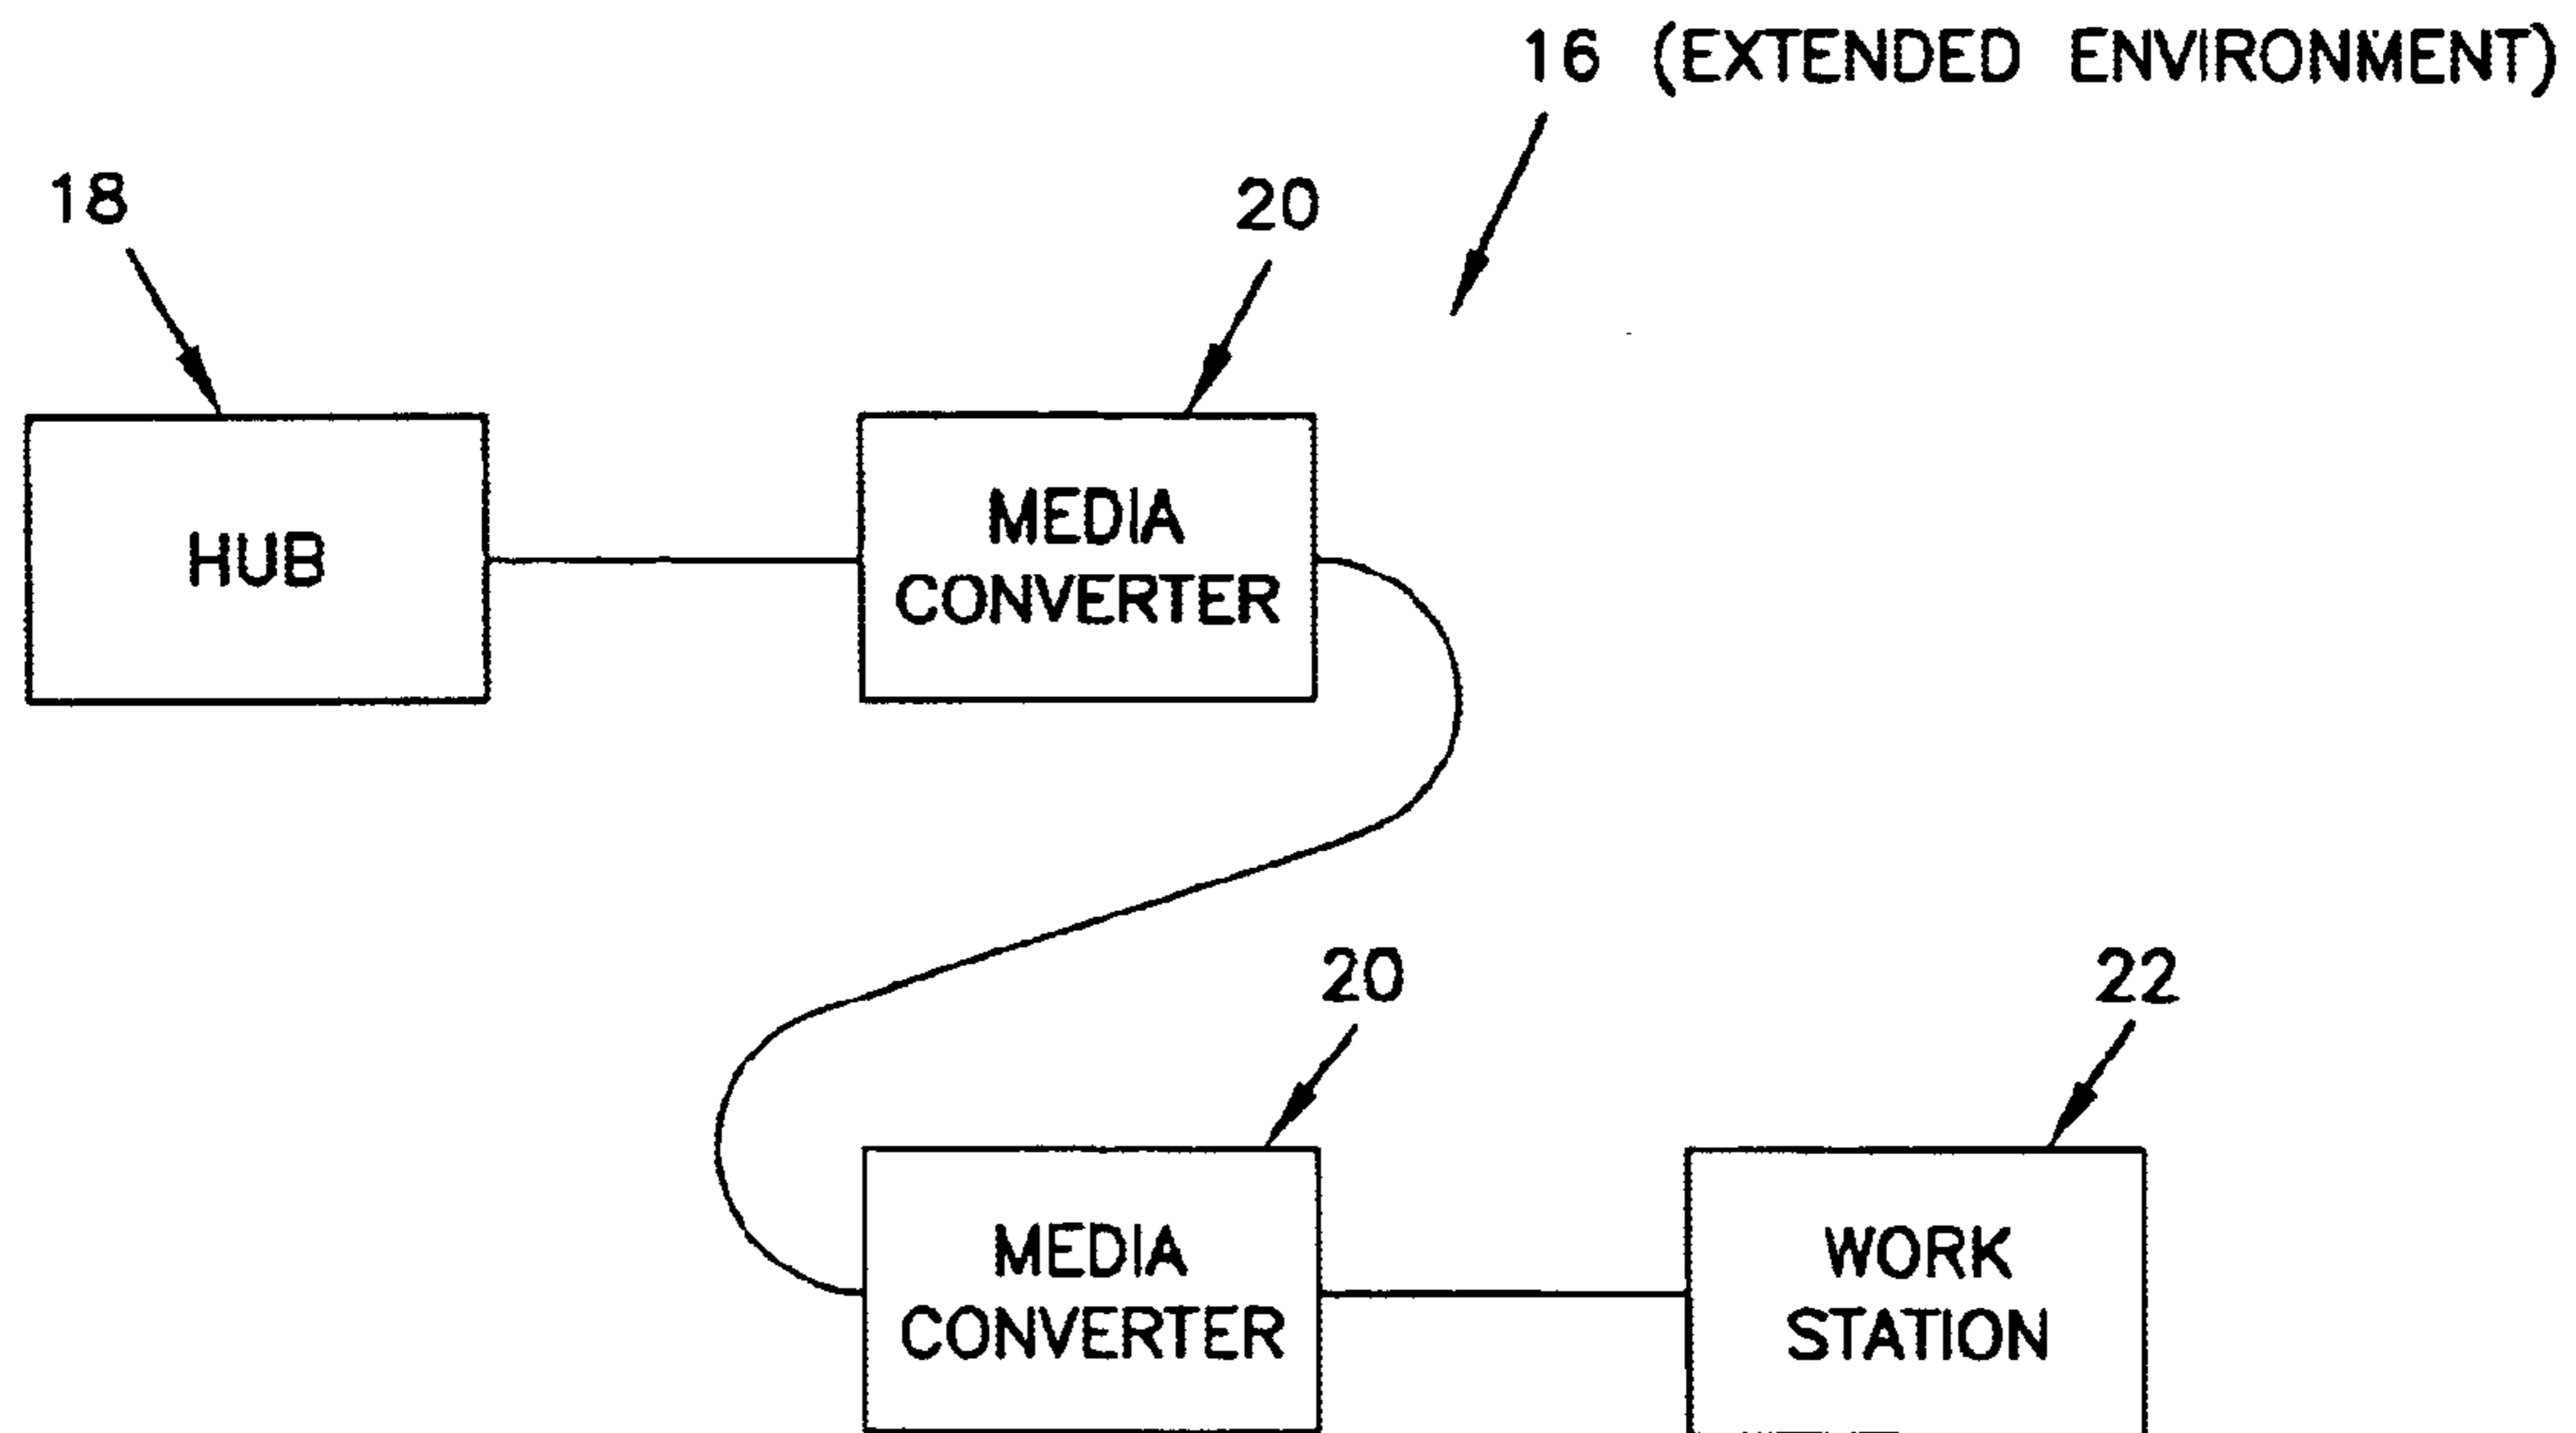 16 (EXTENDED ENVIRONMENT)
18
20
HUB
MEDIA
CONVERTER
20
22
MEDIA
CONVERTER
WORK
STATION